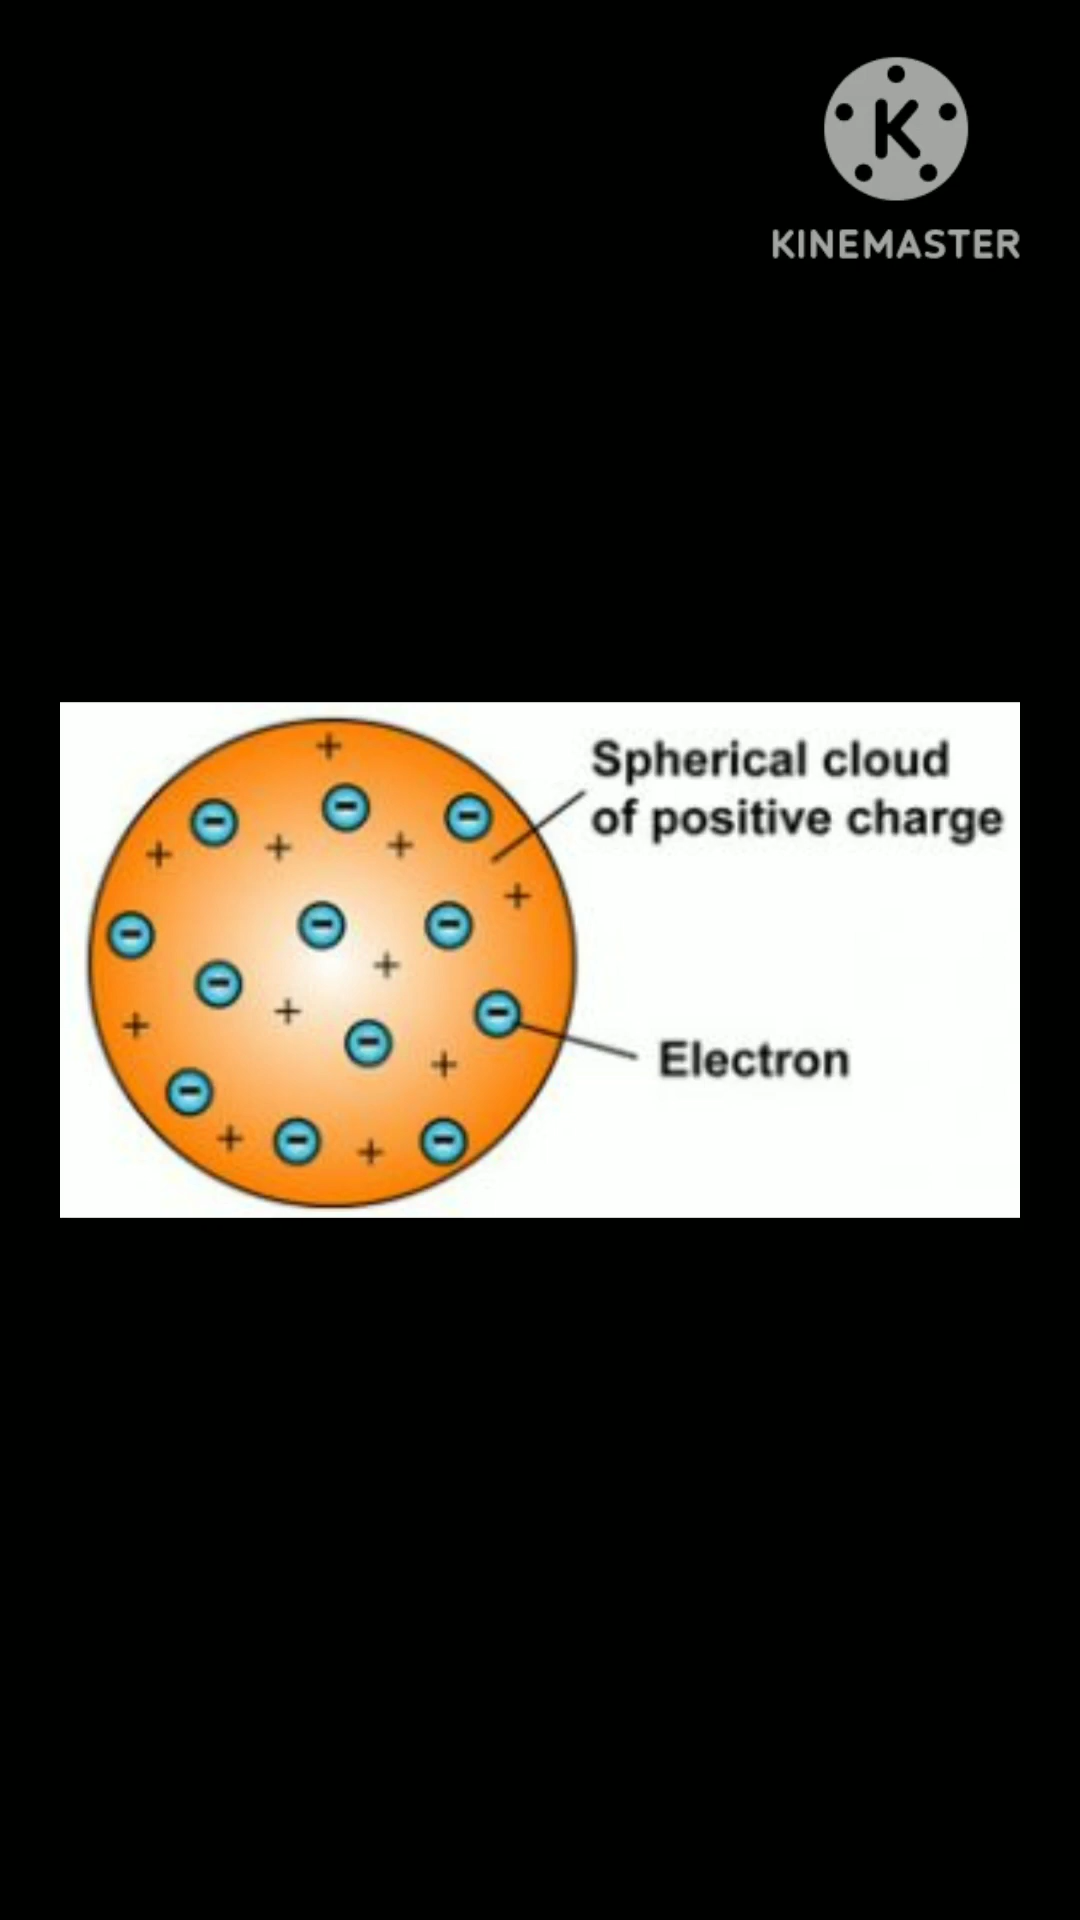 K
KINEMASTER
Spherical cloud
of positive charge
Electron